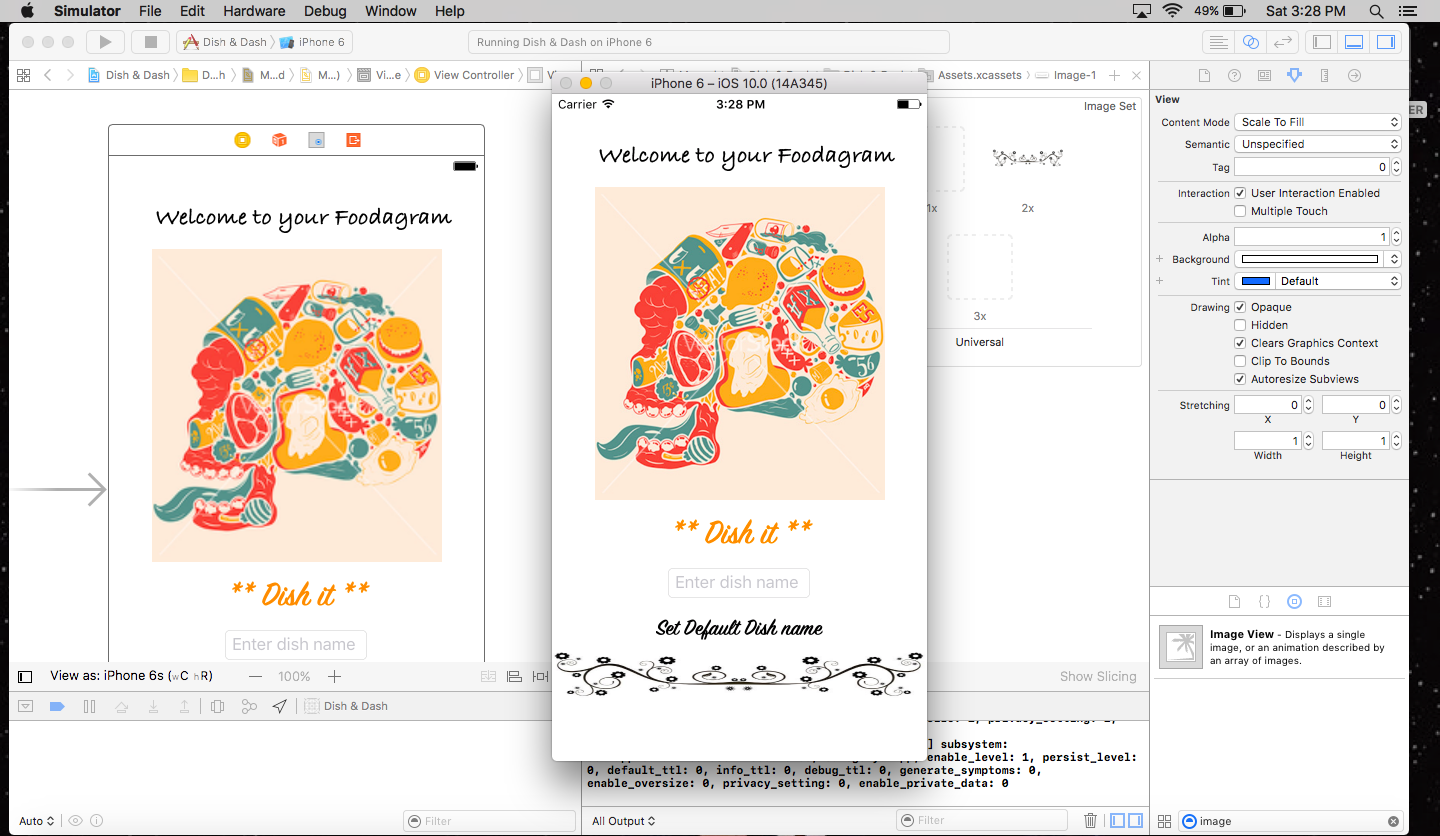 Simulator File Edit Hardware Debug Window Help 49% Sat 3:28 PM
Dish & Dash iPhone 6 Running Dish & Dash on iPhone 6
Dish & Dash D...h M...d M...) Vi...e View Controller
iPhone 6 – iOS 10.0 (14A345)
Carrier 3:28 PM
Welcome to your Foodagram
** Dish it **
Enter dish name
Set Default Dish name
Welcome to your Foodagram
** Dish it **
Enter dish name
View as: iPhone 6s (wC hR) 100%
Dish & Dash
Auto Filter
Assets.xcassets Image-1
Image Set
1x 2x
3x
Universal
Show Slicing
] subsystem:
enable_level: 1, persist_level:
0, default_ttl: 0, info_ttl: 0, debug_ttl: 0, generate_symptoms: 0,
enable_oversize: 0, privacy_setting: 0, enable_private_data: 0
All Output Filter
View
Content Mode Scale To Fill
Semantic Unspecified
Tag 0
Interaction User Interaction Enabled
Multiple Touch
Alpha 1
Background
Tint Default
Drawing Opaque
Hidden
Clears Graphics Context
Clip To Bounds
Autoresize Subviews
Stretching 0 0
X Y
1 1
Width Height
Image View - Displays a single
image, or an animation described by
an array of images.
image
ER